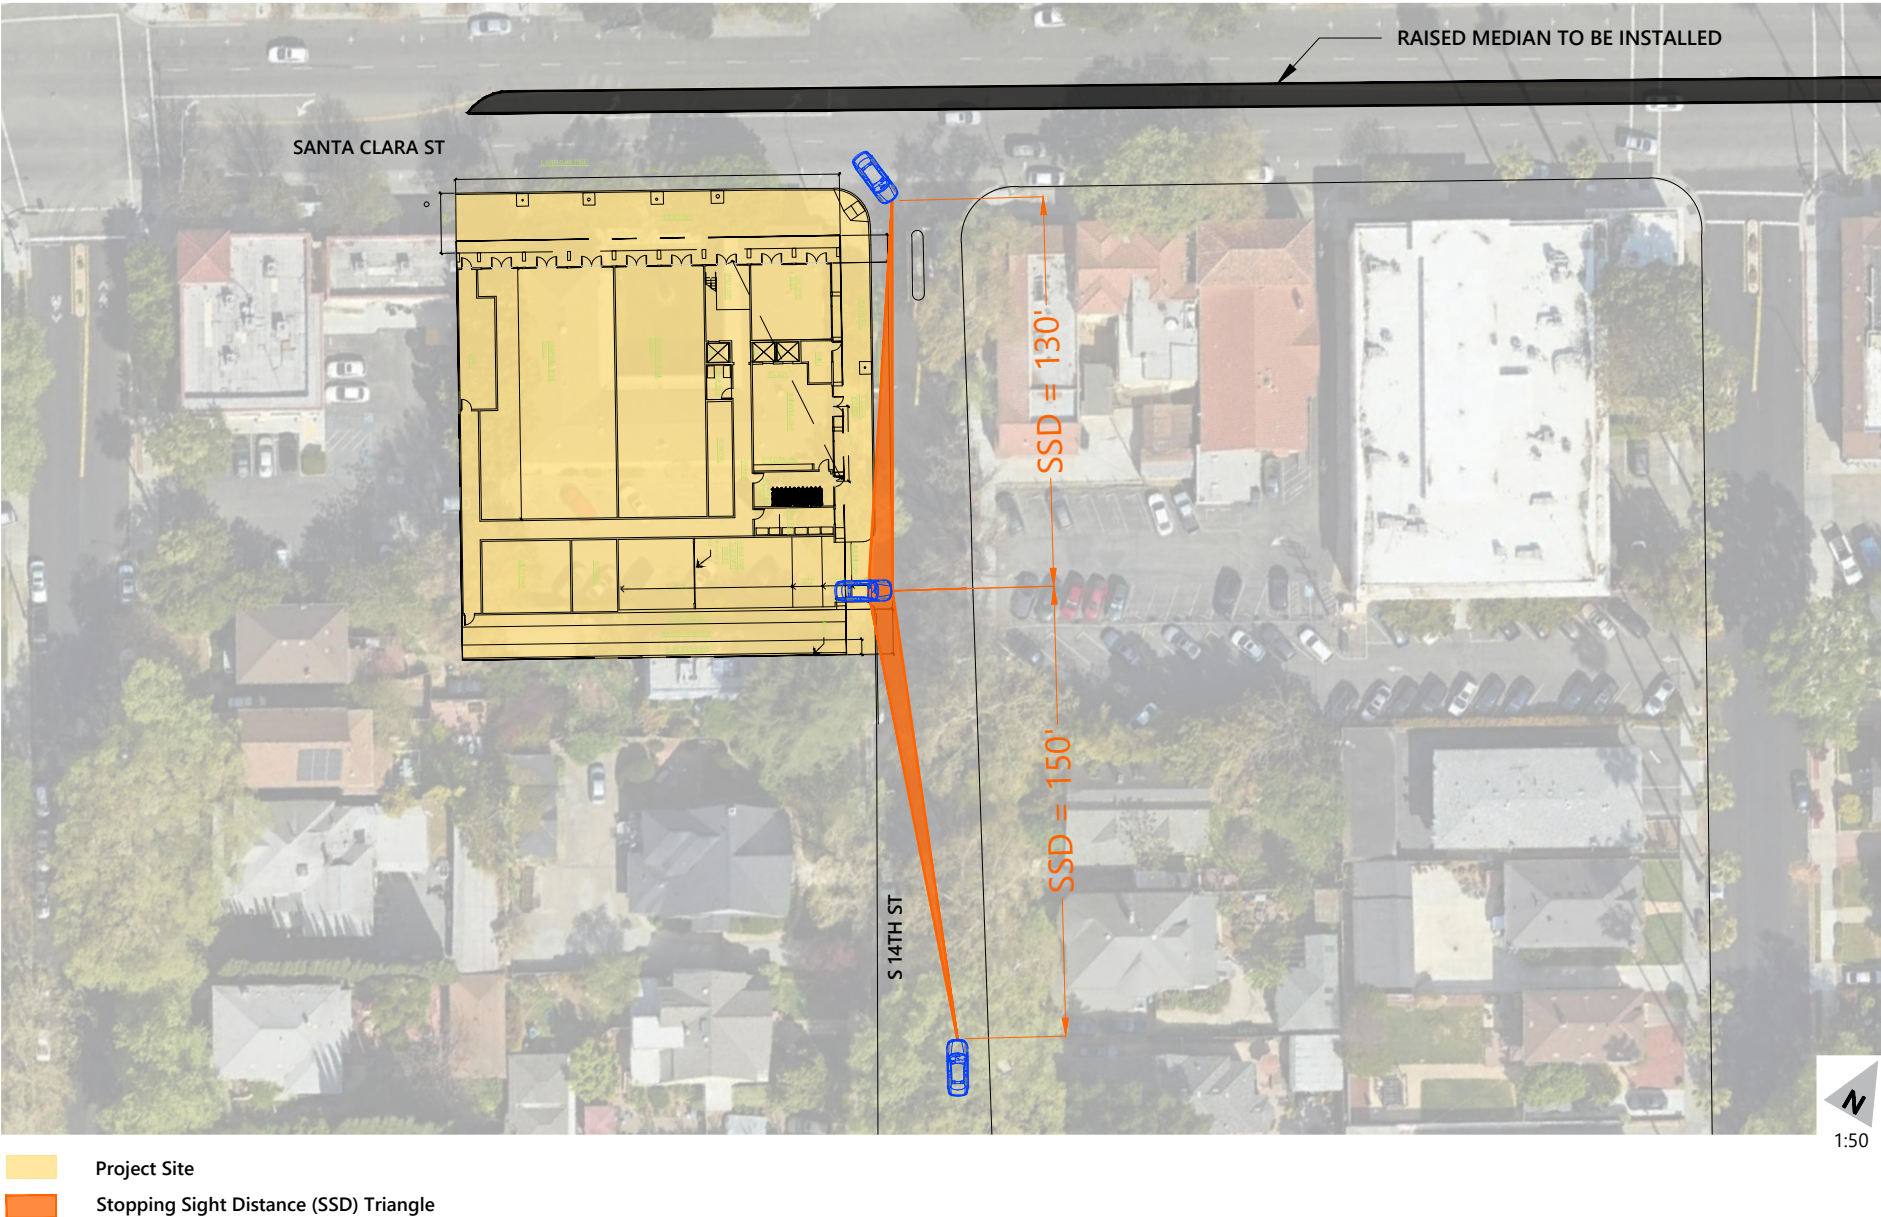 RAISED MEDIAN TO BE INSTALLED
SANTA CLARA ST
SSD = 130'
SSD = 150'
S 14TH ST
N
1:50
Project Site
Stopping Sight Distance (SSD) Triangle